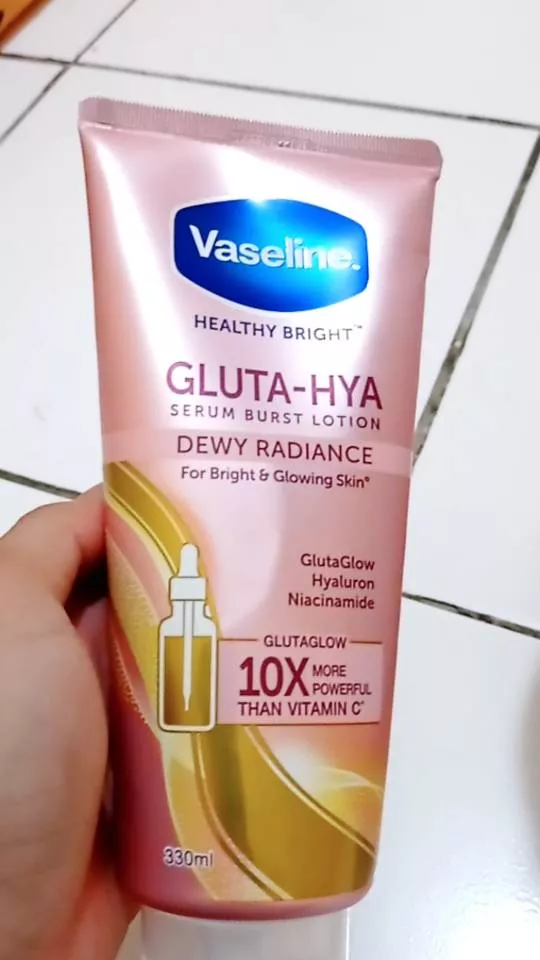 Vaseline.
HEALTHY BRIGHT™
GLUTA-HYA
SERUM BURST LOTION
DEWY RADIANCE
For Bright & Glowing Skin*
GlutaGlow
Hyaluron
Niacinamide
GLUTAGLOW
10X MORE
POWERFUL
THAN VITAMIN C*
330ml